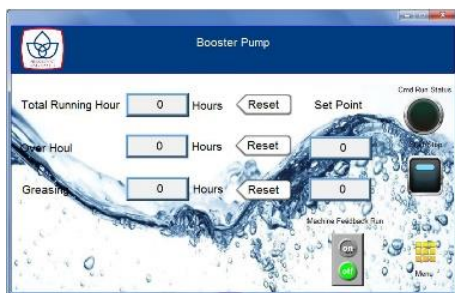 Booster Pump
Cmd Run Status
Total Running Hour 0 Hours Reset Set Point
Over Houl 0 Hours Reset 0
Greasing 0 Hours Reset 0
Machine Feedback Run
on
off
Menu